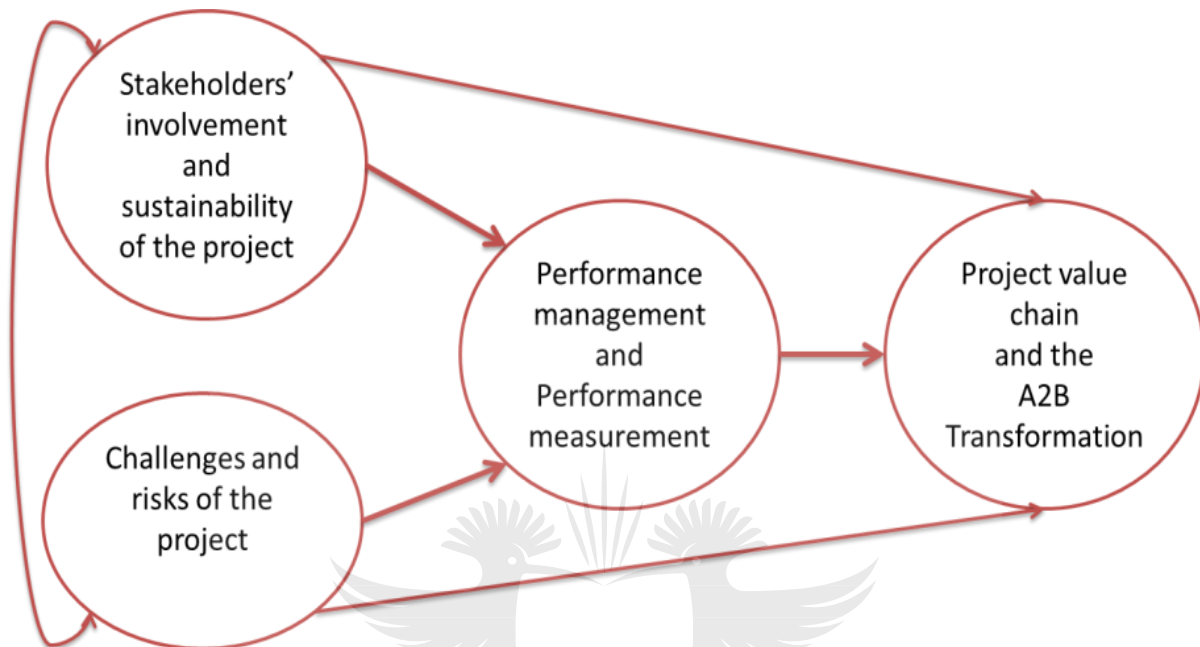 Stakeholders’
involvement
and
sustainability
of the project
Performance
management
and
Performance
measurement
Project value
chain
and the
A2B
Transformation
Challenges and
risks of the
project